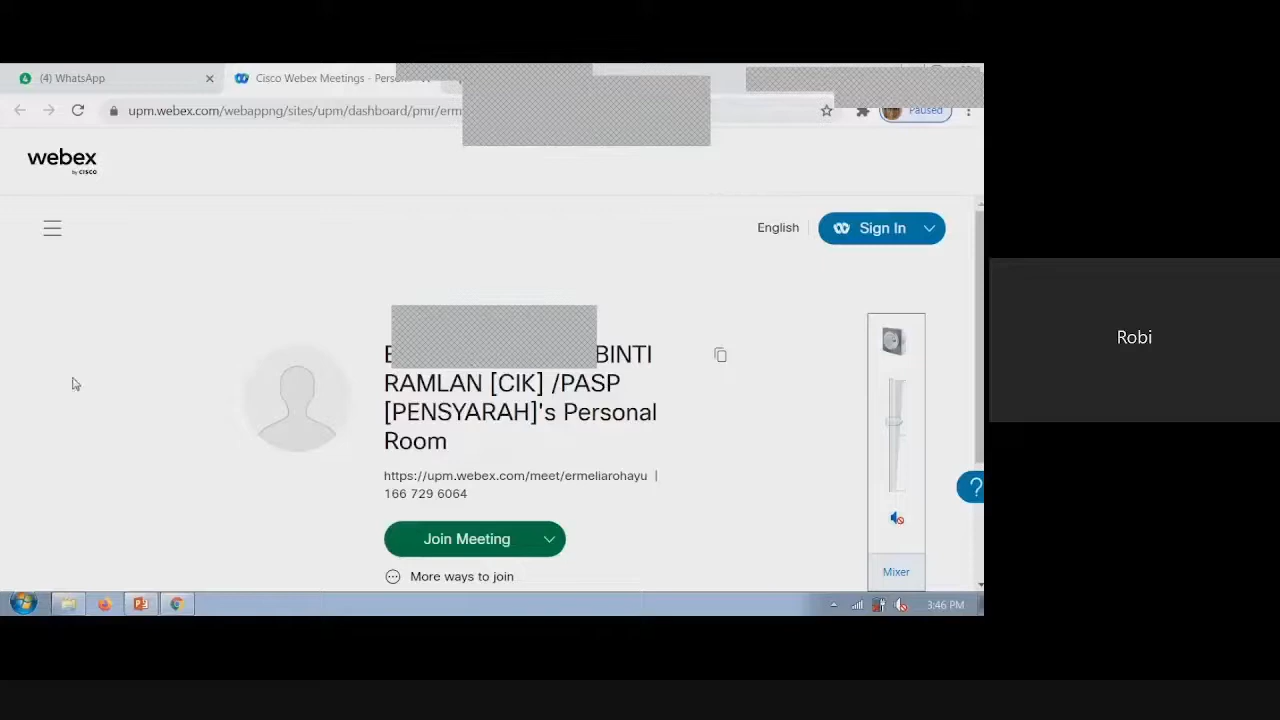 (4) WhatsApp
Cisco Webex Meetings - Perso
upm.webex.com/webappng/sites/upm/dashboard/pmr/erm
Paused
webex
by CISCO
English
Sign In
BINTI
RAMLAN [CIK] /PASP
[PENSYARAH]'s Personal
Room
https://upm.webex.com/meet/ermeliarohayu |
166 729 6064
Join Meeting
More ways to join
?
Mixer
3:46 PM
Robi